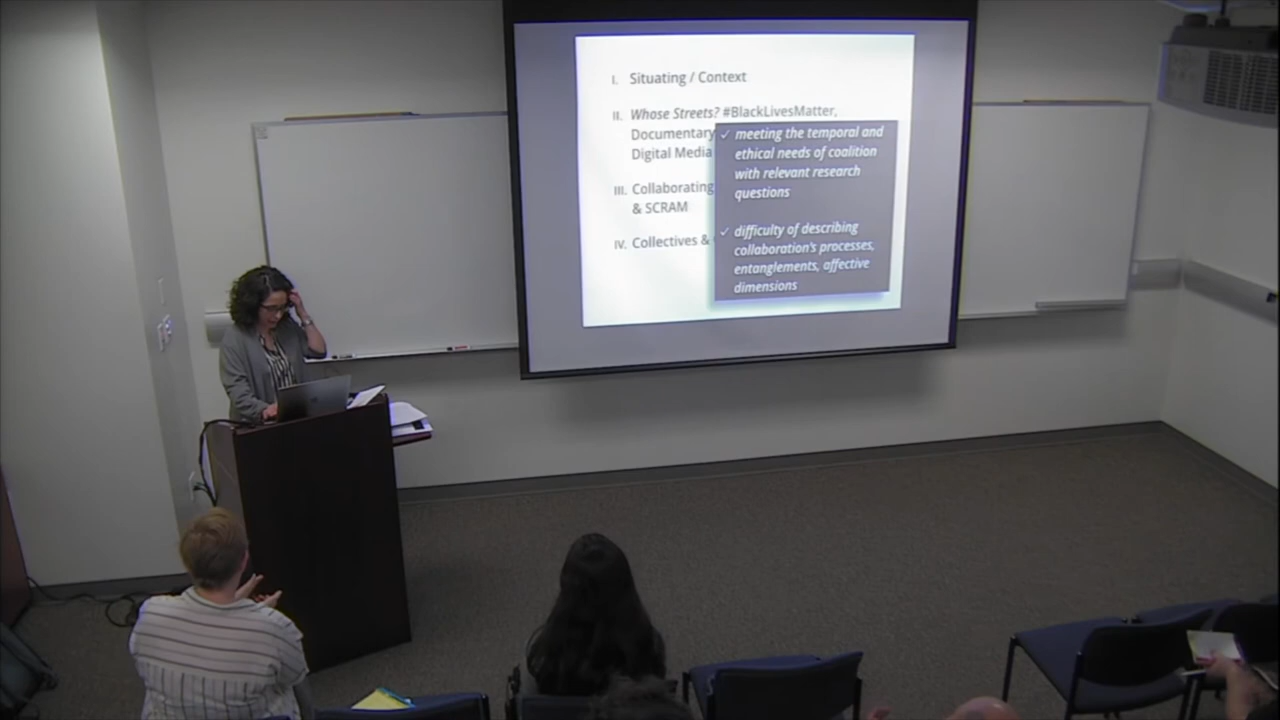 I. Situating / Context
II. Whose Streets? #BlackLivesMatter,
Documentary
Digital Media
III. Collaborating
& SCRAM
IV. Collectives &
✓ meeting the temporal and
ethical needs of coalition
with relevant research
questions
✓ difficulty of describing
collaboration's processes,
entanglements, affective
dimensions